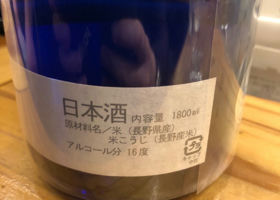 日本酒 内容量 1800mℓ
原材料名/米(長野県産)
米こうじ(長野産米)
アルコール分 16度